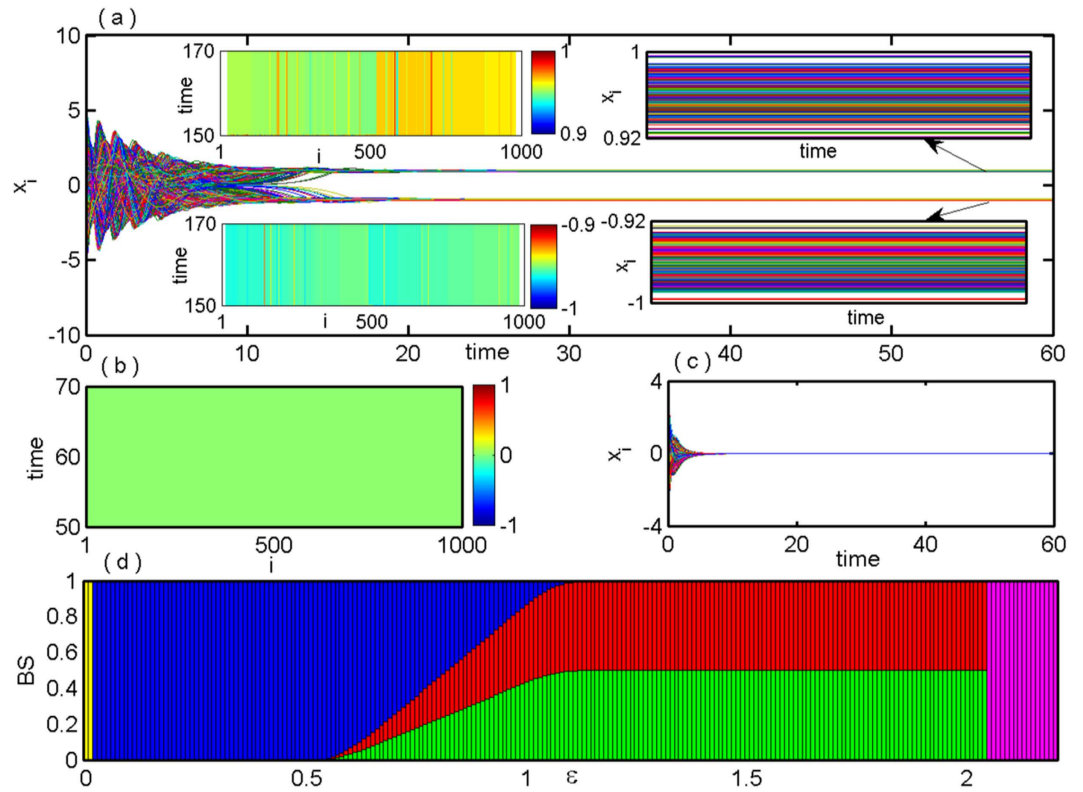 ( a )
10
5
0
-5
-10
x_i
170
150
time
1
i
500
1000
1
0.9
1
0.92
x_i
time
170
150
time
1
i
500
1000
-0.9
-1
-0.92
-1
x_i
time
0
10
20
time
30
40
50
60
( b )
70
60
50
time
1
500
1000
i
1
0
-1
( c )
4
0
-4
x_i
0
20
40
time
60
( d )
1
0.8
0.6
0.4
0.2
0
BS
0
0.5
1
ε
1.5
2